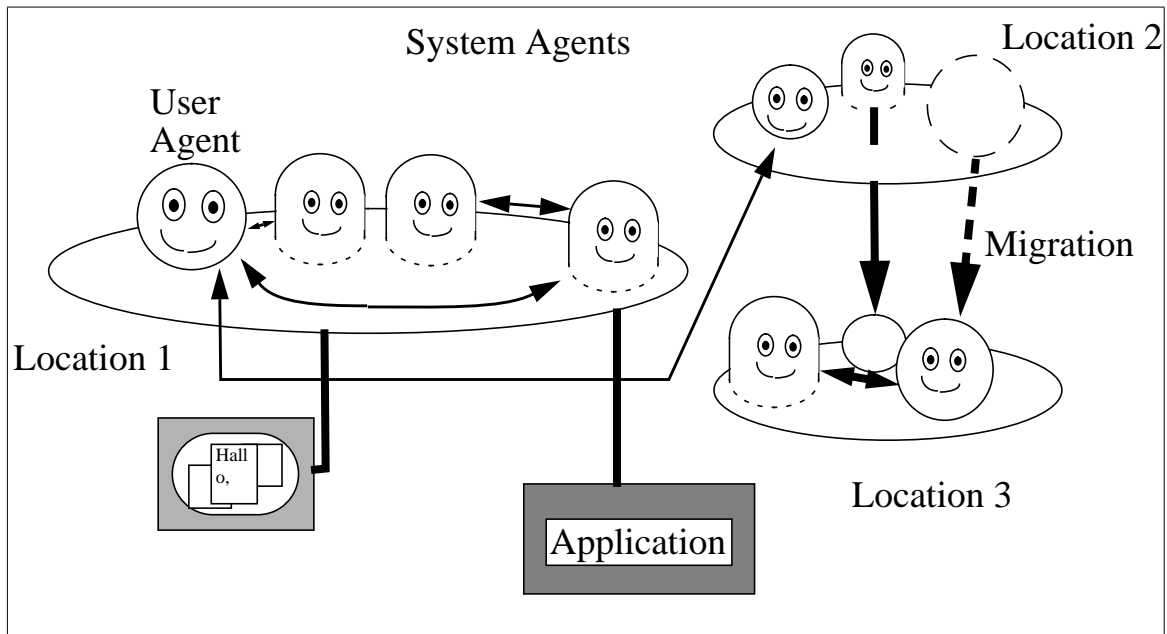 System Agents
Location 2
User
Agent
Migration
Location 1
Hall
o,
Location 3
Application